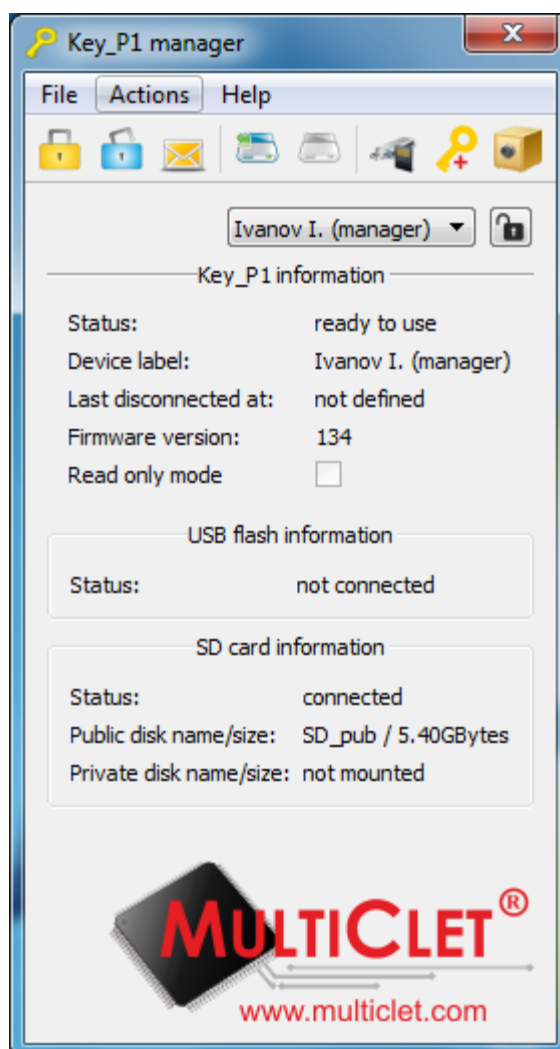 Key_P1 manager
File Actions Help
Ivanov I. (manager)
Key_P1 information
Status: ready to use
Device label: Ivanov I. (manager)
Last disconnected at: not defined
Firmware version: 134
Read only mode
USB flash information
Status: not connected
SD card information
Status: connected
Public disk name/size: SD_pub / 5.40GBytes
Private disk name/size: not mounted
MULTICLET®
www.multiclet.com